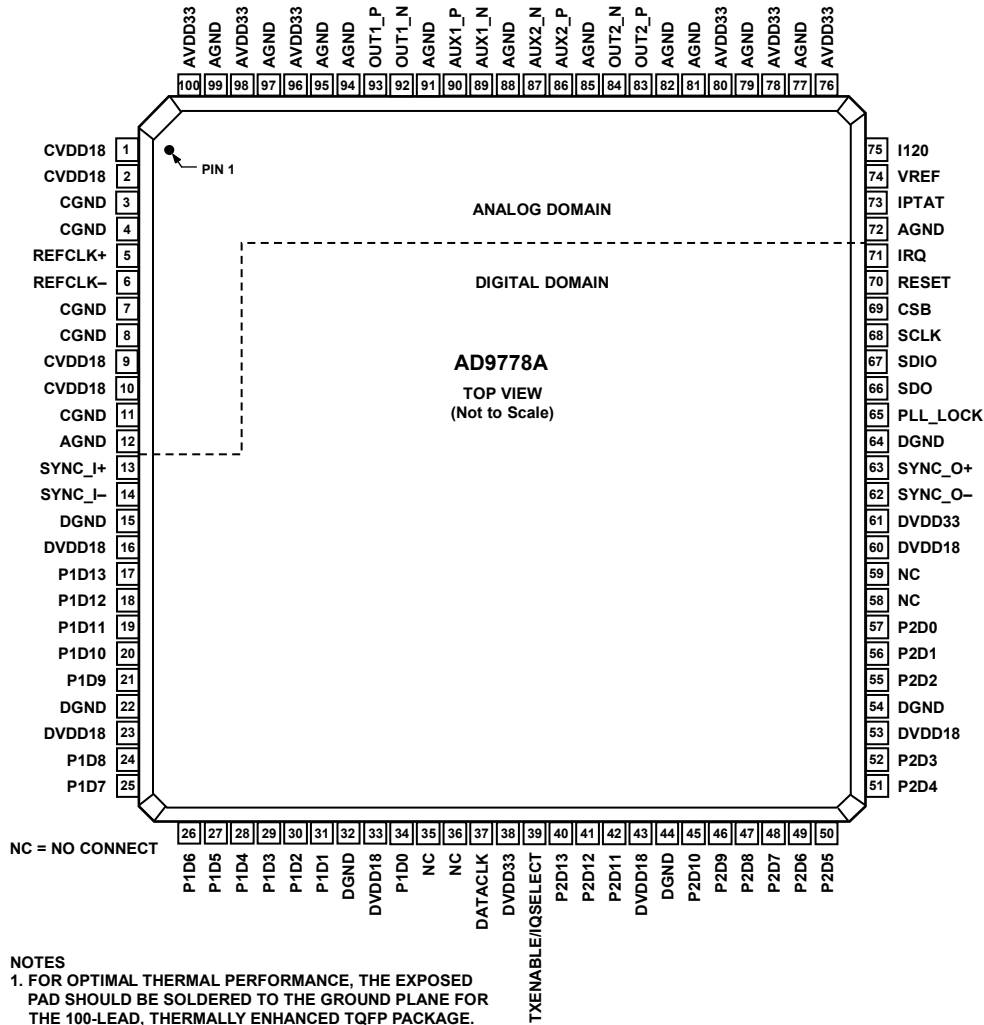 AVDD33
AGND
AVDD33
AGND
AVDD33
AGND
AGND
OUT1_P
OUT1_N
AGND
AUX1_P
AUX1_N
AGND
AUX2_N
AUX2_P
AGND
OUT2_N
OUT2_P
AGND
AGND
AVDD33
AGND
AVDD33
AGND
AVDD33
100 99 98 97 96 95 94 93 92 91 90 89 88 87 86 85 84 83 82 81 80 79 78 77 76
CVDD18 1
CVDD18 2
CGND 3
CGND 4
REFCLK+ 5
REFCLK– 6
CGND 7
CGND 8
CVDD18 9
CVDD18 10
CGND 11
AGND 12
SYNC_I+ 13
SYNC_I– 14
DGND 15
DVDD18 16
P1D13 17
P1D12 18
P1D11 19
P1D10 20
P1D9 21
DGND 22
DVDD18 23
P1D8 24
P1D7 25
PIN 1
ANALOG DOMAIN
DIGITAL DOMAIN
AD9778A
TOP VIEW
(Not to Scale)
75 I120
74 VREF
73 IPTAT
72 AGND
71 IRQ
70 RESET
69 CSB
68 SCLK
67 SDIO
66 SDO
65 PLL_LOCK
64 DGND
63 SYNC_O+
62 SYNC_O–
61 DVDD33
60 DVDD18
59 NC
58 NC
57 P2D0
56 P2D1
55 P2D2
54 DGND
53 DVDD18
52 P2D3
51 P2D4
26 27 28 29 30 31 32 33 34 35 36 37 38 39 40 41 42 43 44 45 46 47 48 49 50
P1D6
P1D5
P1D4
P1D3
P1D2
P1D1
DGND
DVDD18
P1D0
NC
NC
DATACLK
DVDD33
TXENABLE/IQSELECT
P2D13
P2D12
P2D11
DVDD18
DGND
P2D10
P2D9
P2D8
P2D7
P2D6
P2D5
NC = NO CONNECT
NOTES
1. FOR OPTIMAL THERMAL PERFORMANCE, THE EXPOSED
PAD SHOULD BE SOLDERED TO THE GROUND PLANE FOR
THE 100-LEAD, THERMALLY ENHANCED TQFP PACKAGE.